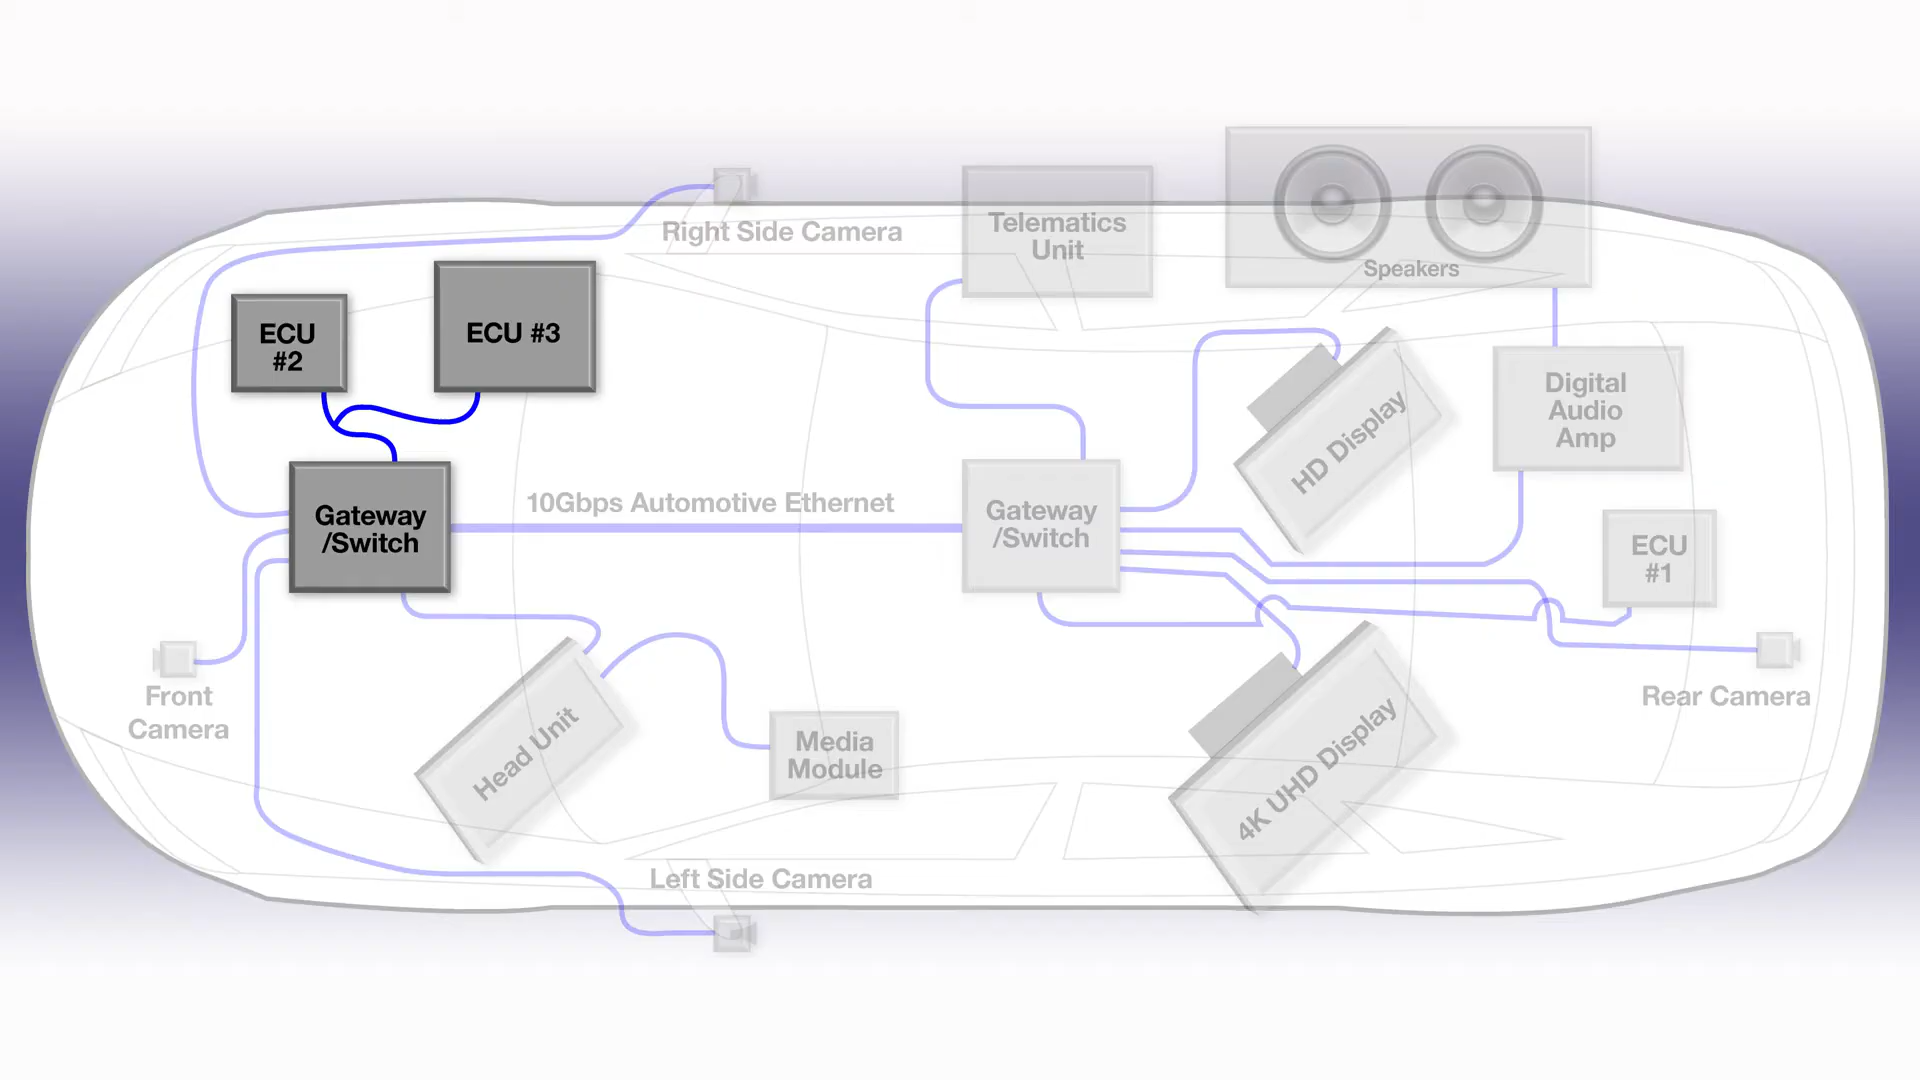 Right Side Camera
Telematics
Unit
Speakers
ECU
#2
ECU #3
HD Display
Digital
Audio
Amp
Gateway
/Switch
10Gbps Automotive Ethernet
Gateway
/Switch
ECU
#1
Front
Camera
Head Unit
Media
Module
4K UHD Display
Rear Camera
Left Side Camera